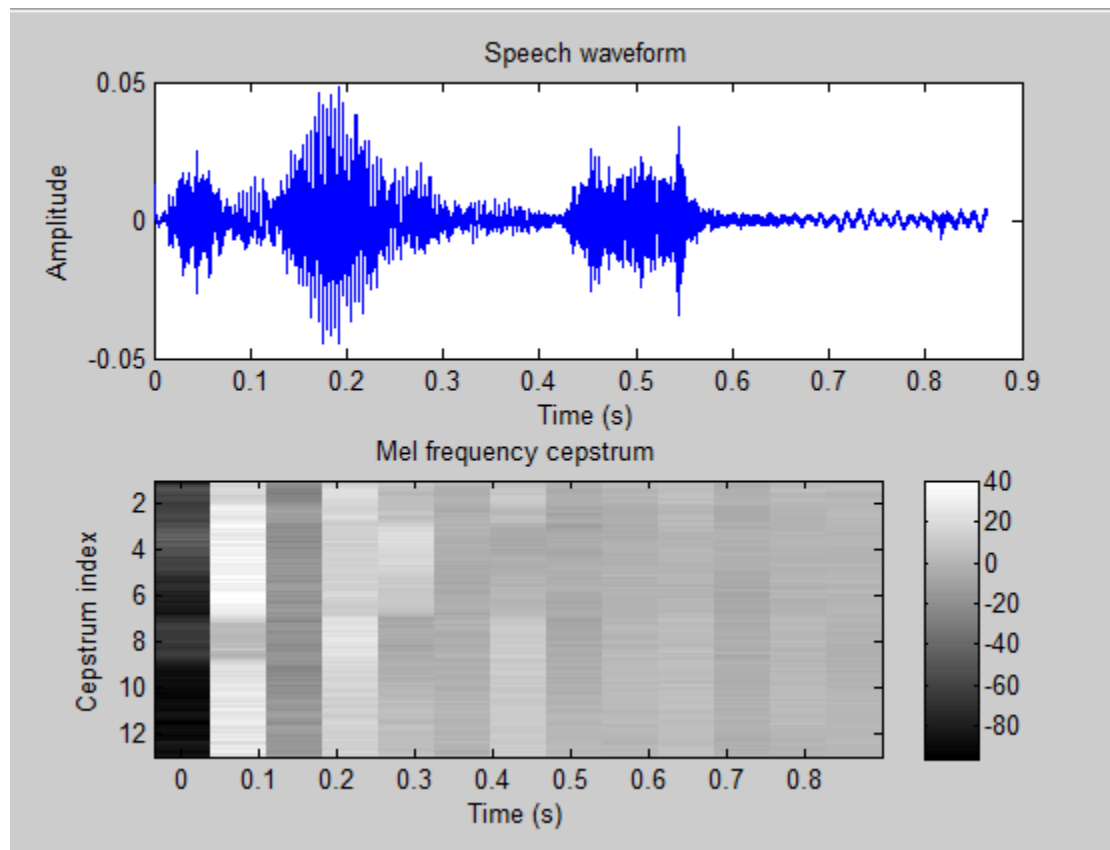 Speech waveform
0.05
0
-0.05
Amplitude
0 0.1 0.2 0.3 0.4 0.5 0.6 0.7 0.8 0.9
Time (s)
Mel frequency cepstrum
2
4
6
8
10
12
Cepstrum index
0 0.1 0.2 0.3 0.4 0.5 0.6 0.7 0.8
Time (s)
40
20
0
-20
-40
-60
-80